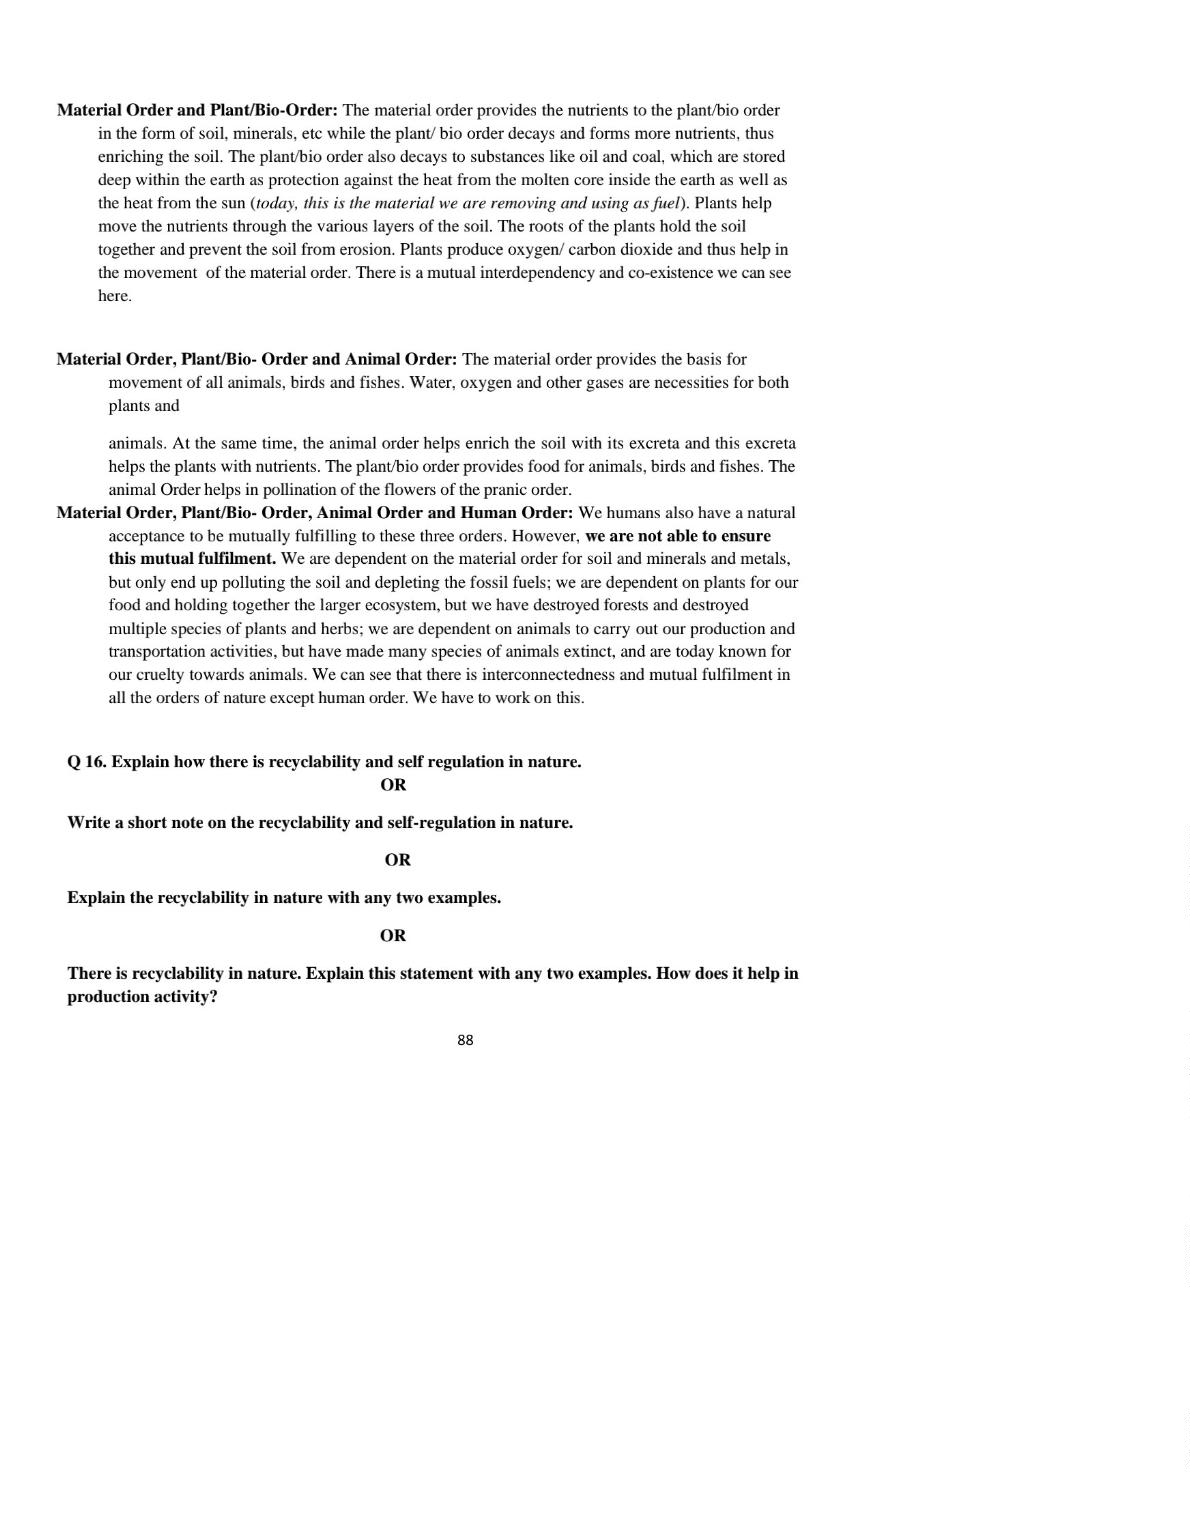 Material Order and Plant/Bio-Order: The material order provides the nutrients to the plant/bio order
in the form of soil, minerals, etc while the plant/ bio order decays and forms more nutrients, thus
enriching the soil. The plant/bio order also decays to substances like oil and coal, which are stored
deep within the earth as protection against the heat from the molten core inside the earth as well as
the heat from the sun (today, this is the material we are removing and using as fuel). Plants help
move the nutrients through the various layers of the soil. The roots of the plants hold the soil
together and prevent the soil from erosion. Plants produce oxygen/ carbon dioxide and thus help in
the movement of the material order. There is a mutual interdependency and co-existence we can see
here.
Material Order, Plant/Bio- Order and Animal Order: The material order provides the basis for
movement of all animals, birds and fishes. Water, oxygen and other gases are necessities for both
plants and
animals. At the same time, the animal order helps enrich the soil with its excreta and this excreta
helps the plants with nutrients. The plant/bio order provides food for animals, birds and fishes. The
animal Order helps in pollination of the flowers of the pranic order.
Material Order, Plant/Bio- Order, Animal Order and Human Order: We humans also have a natural
acceptance to be mutually fulfilling to these three orders. However, we are not able to ensure
this mutual fulfilment. We are dependent on the material order for soil and minerals and metals,
but only end up polluting the soil and depleting the fossil fuels; we are dependent on plants for our
food and holding together the larger ecosystem, but we have destroyed forests and destroyed
multiple species of plants and herbs; we are dependent on animals to carry out our production and
transportation activities, but have made many species of animals extinct, and are today known for
our cruelty towards animals. We can see that there is interconnectedness and mutual fulfilment in
all the orders of nature except human order. We have to work on this.
Q 16. Explain how there is recyclability and self regulation in nature.
OR
Write a short note on the recyclability and self-regulation in nature.
OR
Explain the recyclability in nature with any two examples.
OR
There is recyclability in nature. Explain this statement with any two examples. How does it help in
production activity?
88